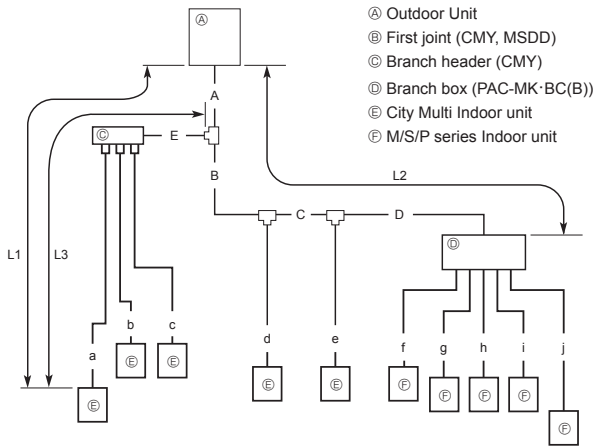 Ⓐ
Ⓐ Outdoor Unit
Ⓑ First joint (CMY, MSDD)
Ⓒ Branch header (CMY)
Ⓓ Branch box (PAC-MK·BC(B))
Ⓔ City Multi Indoor unit
Ⓕ M/S/P series Indoor unit
A
Ⓒ
E
B
L2
C
D
Ⓓ
L1
L3
a
b
c
d
e
f
g
h
i
j
Ⓔ
Ⓔ
Ⓔ
Ⓔ
Ⓔ
Ⓕ
Ⓕ
Ⓕ
Ⓕ
Ⓕ